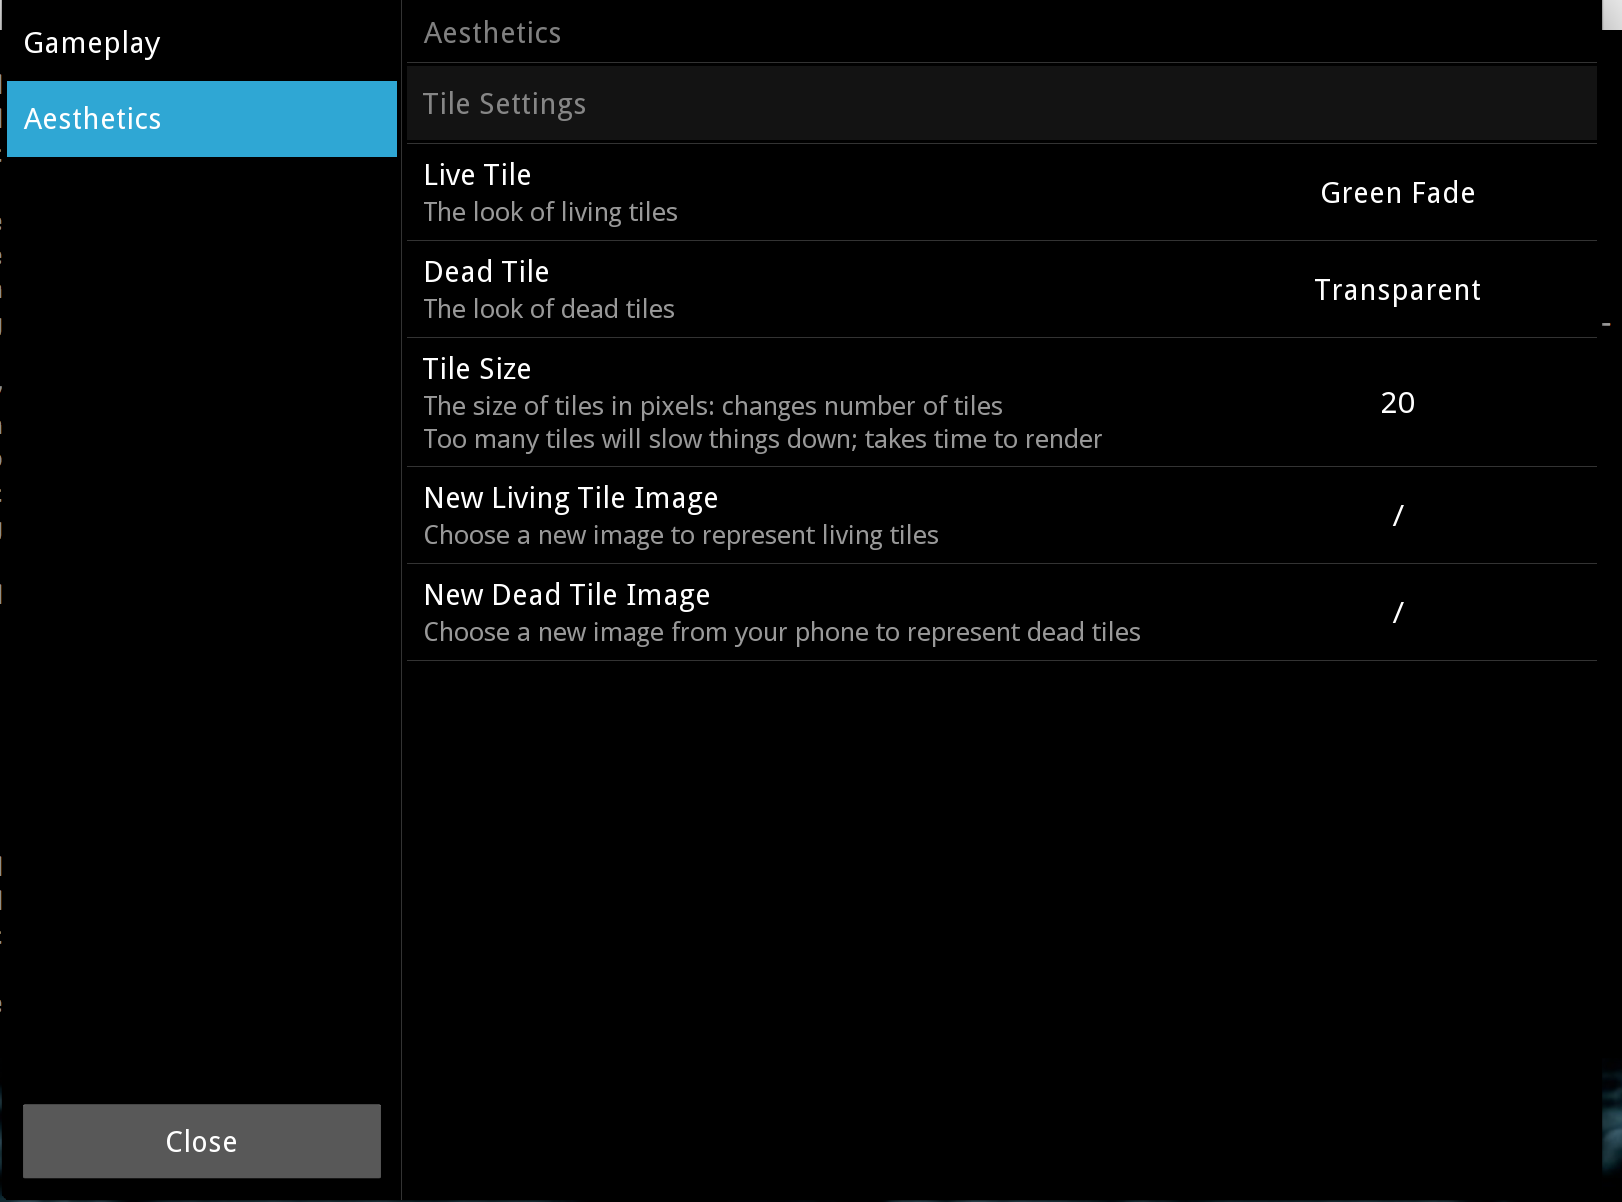 Gameplay
Aesthetics
Close
Aesthetics
Tile Settings
Live Tile
The look of living tiles
Green Fade
Dead Tile
The look of dead tiles
Transparent
Tile Size
The size of tiles in pixels: changes number of tiles
Too many tiles will slow things down; takes time to render
20
New Living Tile Image
Choose a new image to represent living tiles
/
New Dead Tile Image
Choose a new image from your phone to represent dead tiles
/